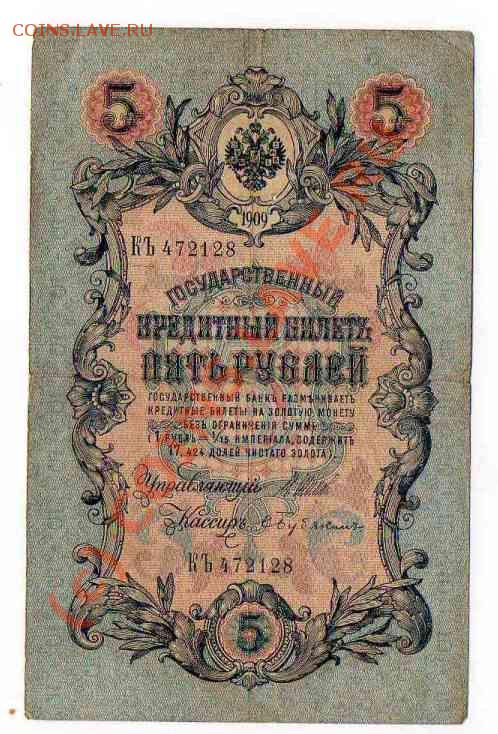 COINS.LAVE.RU
5 5
1909
КЪ 472128
ГОСУДАРСТВЕННЫЙ
КРЕДИТНЫЙ БИЛЕТЪ
ПЯТЬ РУБЛЕЙ
ГОСУДАРСТВЕННЫЙ БАНКЪ РАЗМѢНИВАЕТЪ
КРЕДИТНЫЕ БИЛЕТЫ НА ЗОЛОТУЮ МОНЕТУ
БЕЗЪ ОГРАНИЧЕНІЯ СУММЫ
(1 РУБЛЬ = 1/15 ИМПЕРІАЛА, СОДЕРЖИТЪ
17,424 ДОЛЕЙ ЧИСТАГО ЗОЛОТА).
Управляющій
Кассиръ
КЪ 472128
5